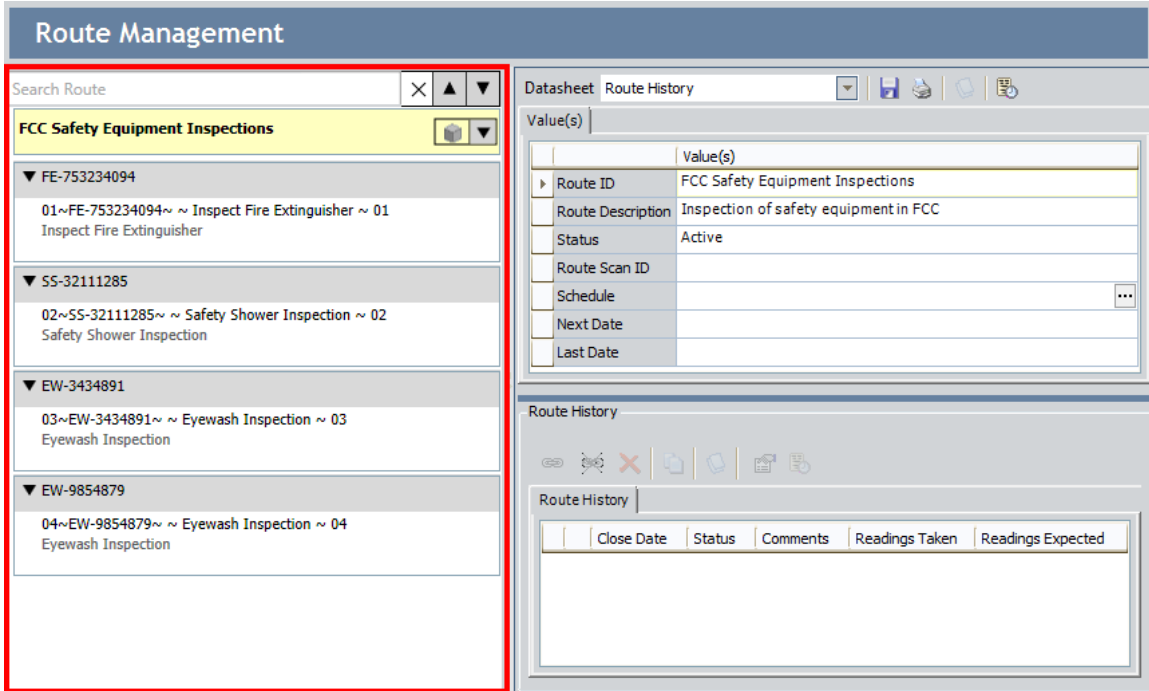 Route Management
Search Route
FCC Safety Equipment Inspections
▼ FE-753234094
01~FE-753234094~ ~ Inspect Fire Extinguisher ~ 01
Inspect Fire Extinguisher
▼ SS-32111285
02~SS-32111285~ ~ Safety Shower Inspection ~ 02
Safety Shower Inspection
▼ EW-3434891
03~EW-3434891~ ~ Eyewash Inspection ~ 03
Eyewash Inspection
▼ EW-9854879
04~EW-9854879~ ~ Eyewash Inspection ~ 04
Eyewash Inspection
Datasheet Route History
Value(s)
Value(s)
Route ID FCC Safety Equipment Inspections
Route Description Inspection of safety equipment in FCC
Status Active
Route Scan ID
Schedule ...
Next Date
Last Date
Route History
Route History
Close Date Status Comments Readings Taken Readings Expected